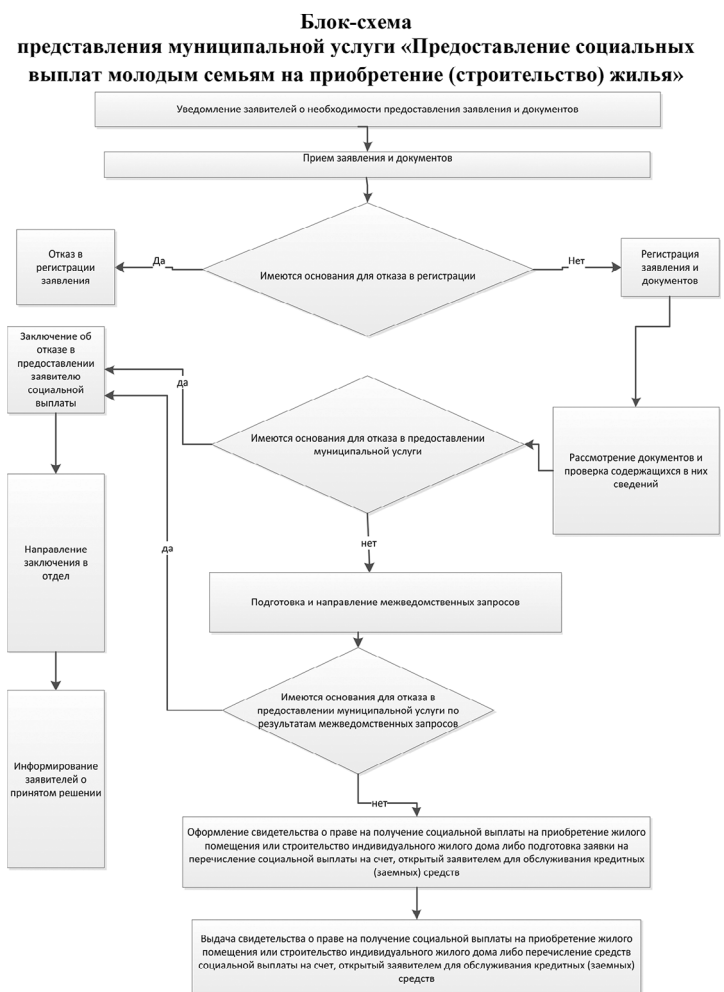 Блок-схема
представления муниципальной услуги «Предоставление социальных
выплат молодым семьям на приобретение (строительство) жилья»
Уведомление заявителей о необходимости предоставления заявления и документов
Прием заявления и документов
Отказ в
регистрации
заявления
Да
Имеются основания для отказа в регистрации
Нет
Регистрация
заявления и
документов
Заключение об
отказе в
предоставлении
заявителю
социальной
выплаты
да
Имеются основания для отказа в предоставлении
муниципальной услуги
Рассмотрение документов и
проверка содержащихся в них
сведений
Направление
заключения в
отдел
да
нет
Подготовка и направление межведомственных запросов
Имеются основания для отказа в
предоставлении муниципальной услуги по
результатам межведомственных запросов
Информирование
заявителей о
принятом решении
нет
Оформление свидетельства о праве на получение социальной выплаты на приобретение жилого
помещения или строительство индивидуального жилого дома либо подготовка заявки на
перечисление социальной выплаты на счет, открытый заявителем для обслуживания кредитных
(заемных) средств
Выдача свидетельства о праве на получение социальной выплаты на приобретение жилого
помещения или строительство индивидуального жилого дома либо перечисление средств
социальной выплаты на счет, открытый заявителем для обслуживания кредитных (заемных)
средств